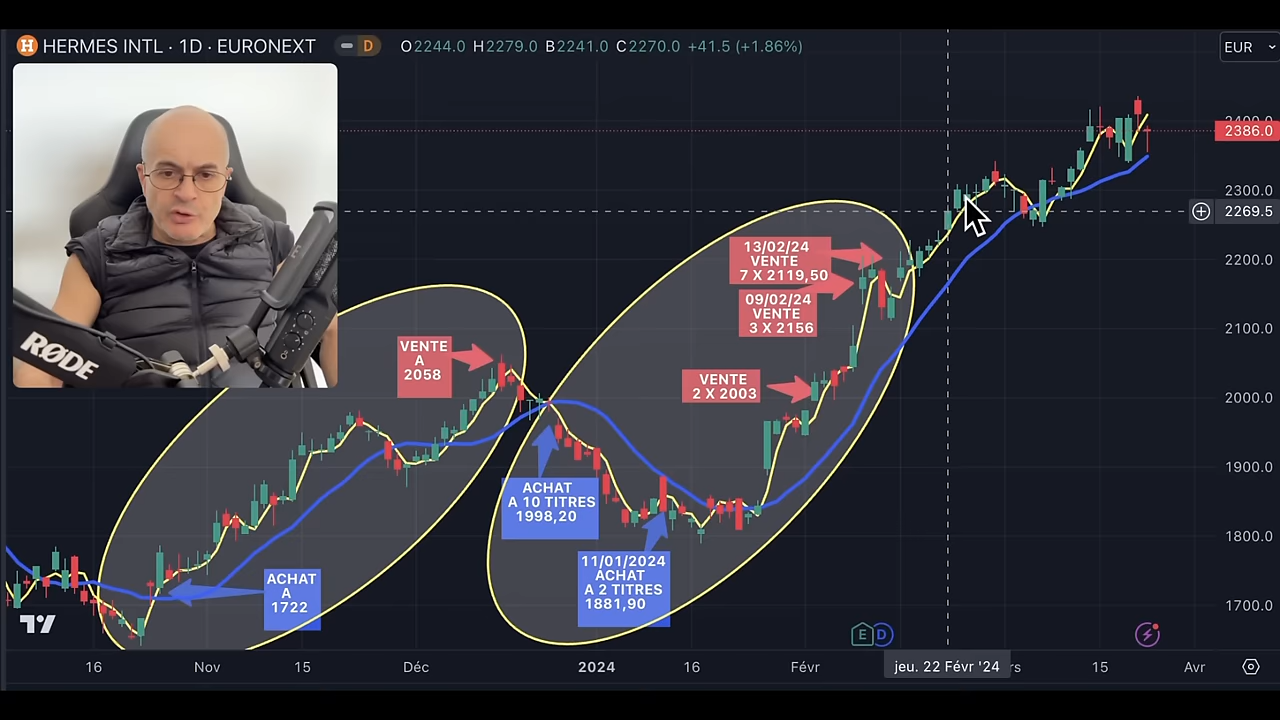 HERMES INTL · 1D · EURONEXT
D
O2244.0 H2279.0 B2241.0 C2270.0 +41.5 (+1.86%)
EUR
2400.0
2386.0
2300.0
2269.5
2200.0
2100.0
2000.0
1900.0
1800.0
1700.0
RØDE
VENTE
A
2058
13/02/24
VENTE
7 X 2119,50
09/02/24
VENTE
3 X 2156
VENTE
2 X 2003
ACHAT
A 10 TITRES
1998,20
11/01/2024
ACHAT
A 2 TITRES
1881,90
ACHAT
A
1722
E D
16 Nov 15 Déc 2024 16 Févr jeu. 22 Févr '24 rs 15 Avr